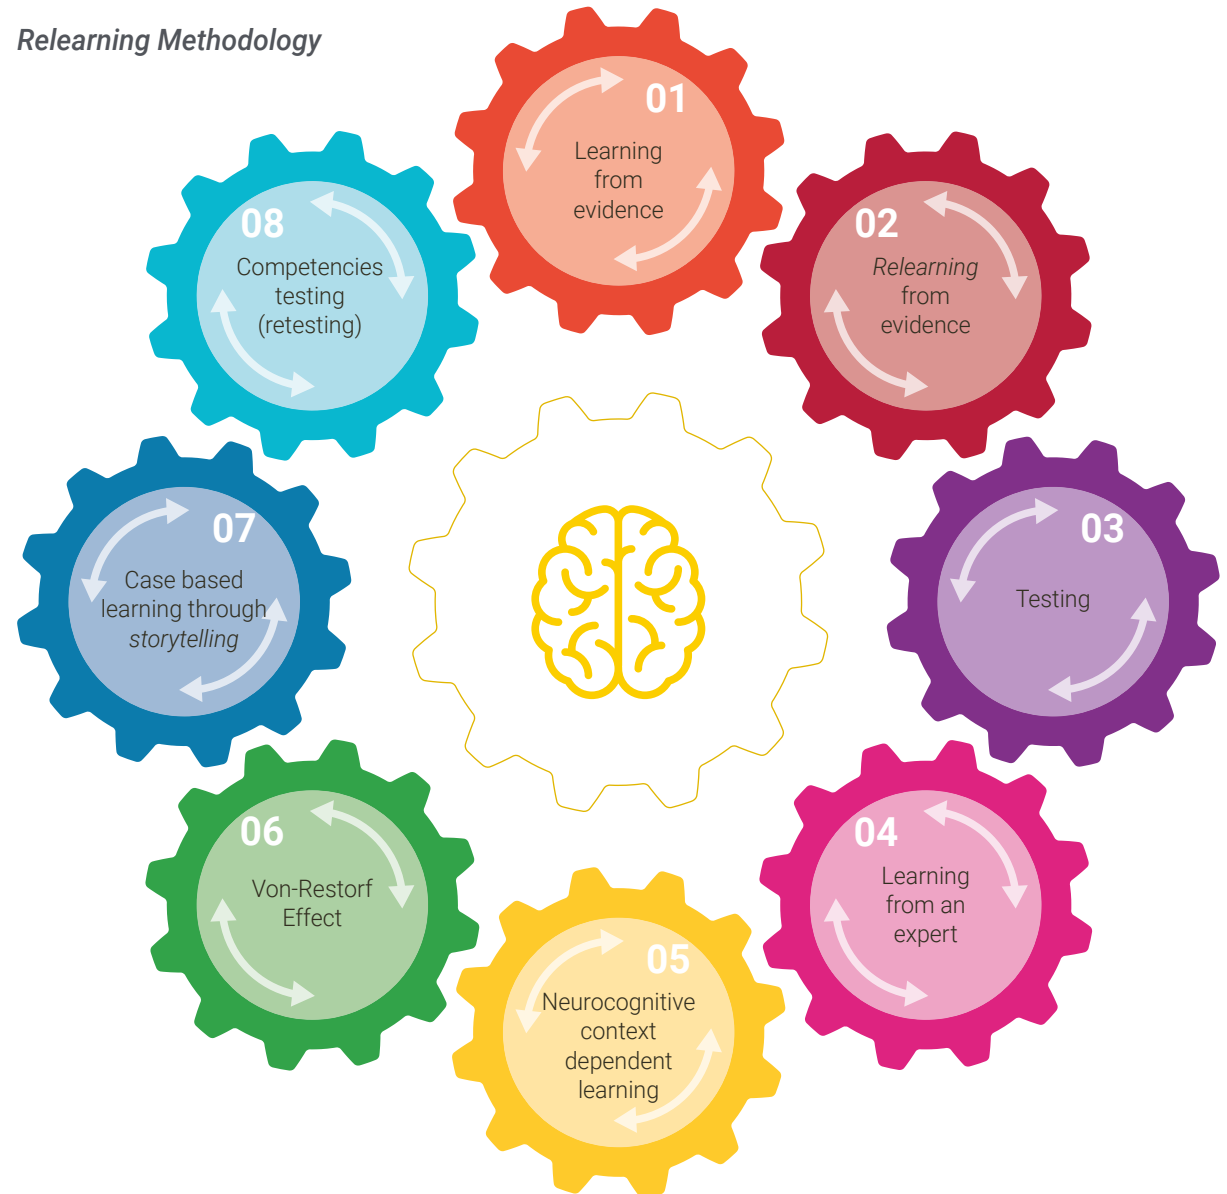 Relearning Methodology
01
Learning
from
evidence
02
Relearning
from
evidence
03
Testing
04
Learning
from an
expert
05
Neurocognitive
context
dependent
learning
06
Von-Restorf
Effect
07
Case based
learning through
storytelling
08
Competencies
testing
(retesting)